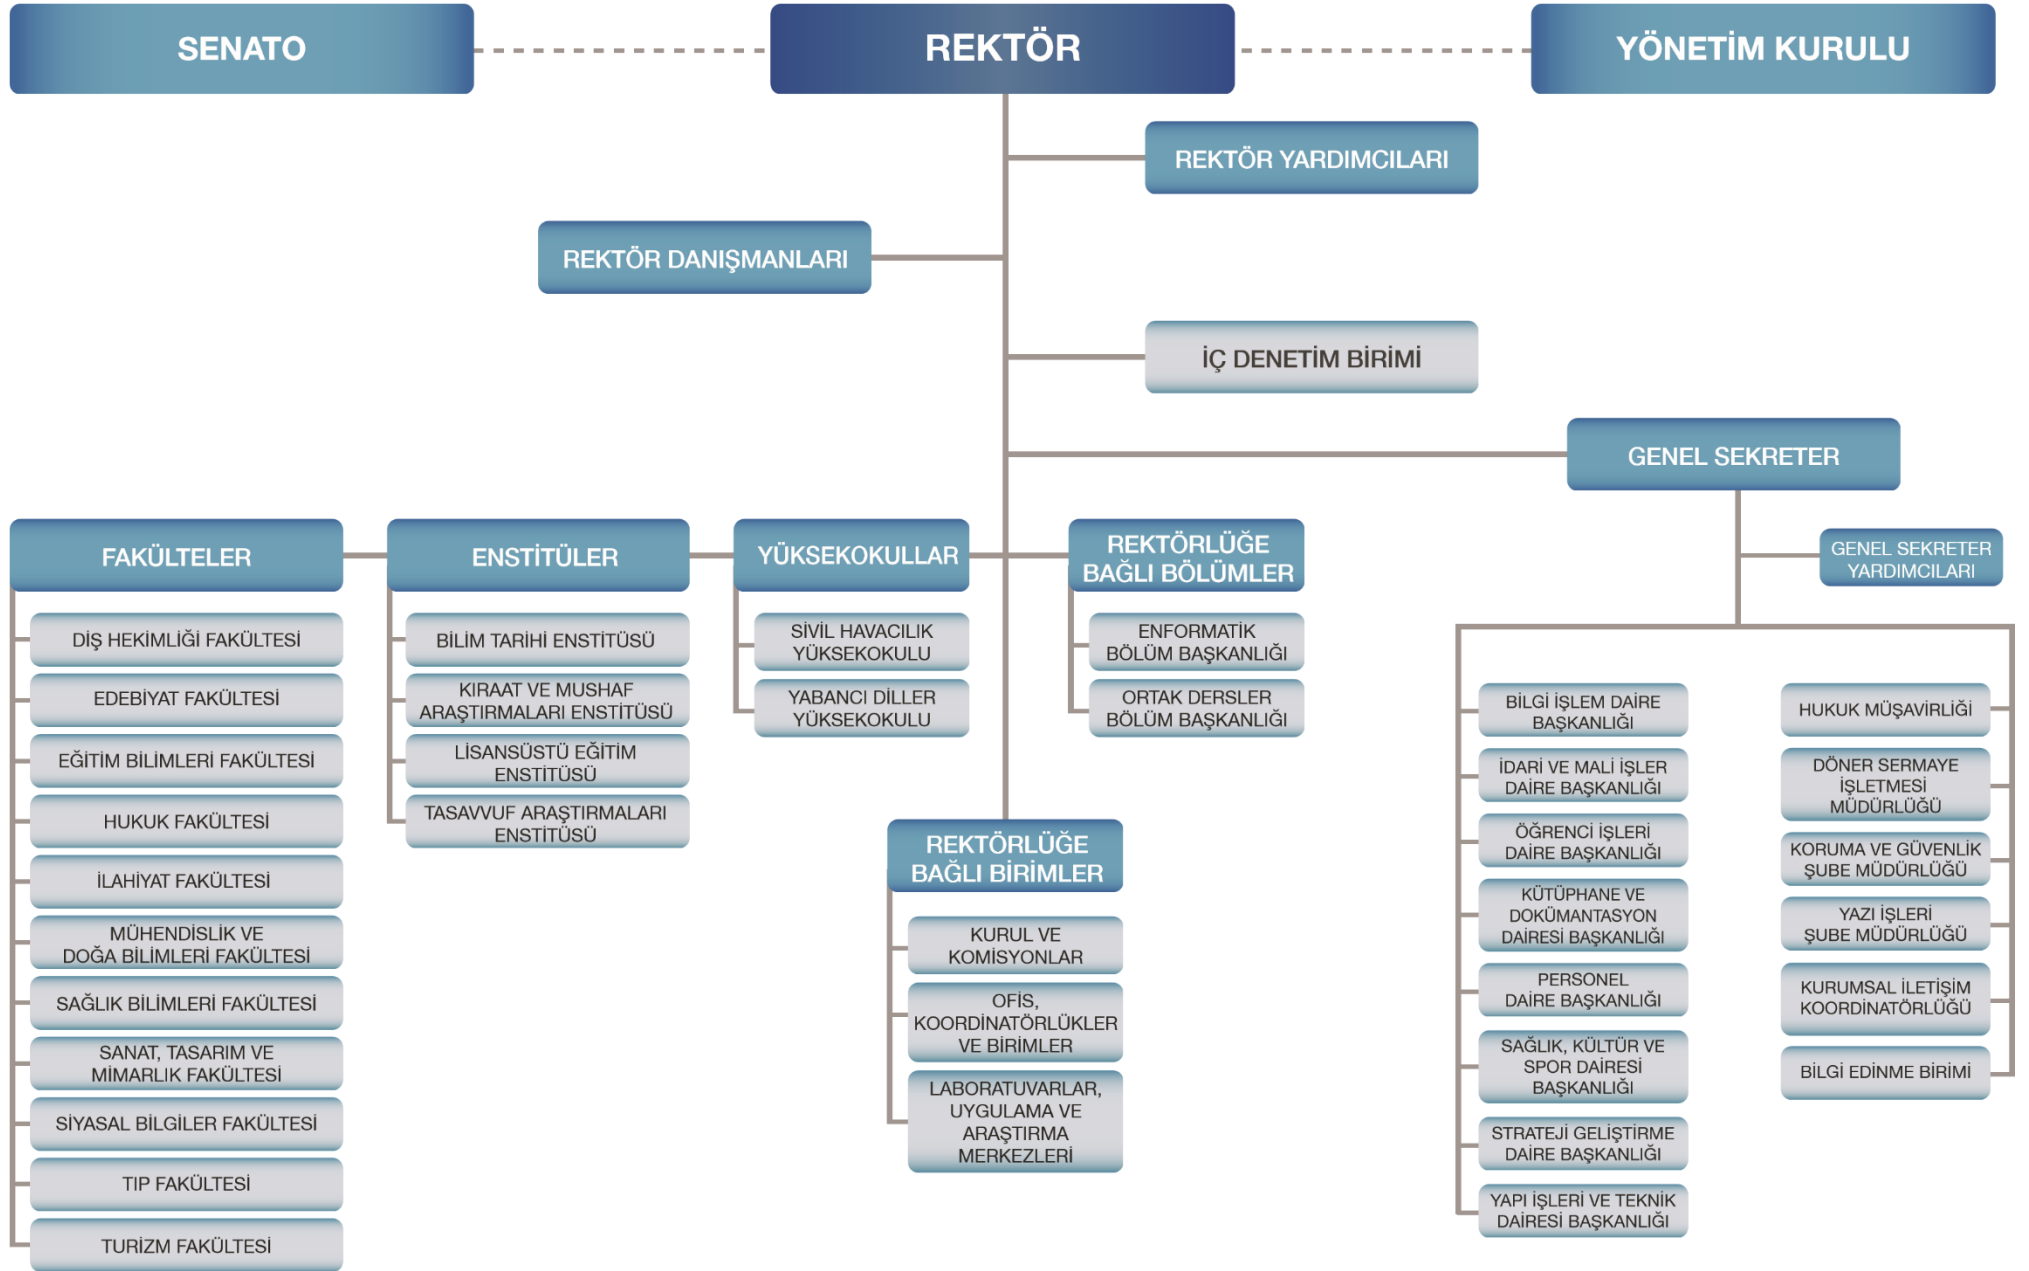 SENATO
REKTÖR
YÖNETİM KURULU
REKTÖR YARDIMCILARI
REKTÖR DANIŞMANLARI
İÇ DENETİM BİRİMİ
GENEL SEKRETER
GENEL SEKRETER
YARDIMCILARI
FAKÜLTELER
DİŞ HEKİMLİĞİ FAKÜLTESİ
EDEBİYAT FAKÜLTESİ
EĞİTİM BİLİMLERİ FAKÜLTESİ
HUKUK FAKÜLTESİ
İLAHİYAT FAKÜLTESİ
MÜHENDİSLİK VE
DOĞA BİLİMLERİ FAKÜLTESİ
SAĞLIK BİLİMLERİ FAKÜLTESİ
SANAT, TASARIM VE
MİMARLIK FAKÜLTESİ
SİYASAL BİLGİLER FAKÜLTESİ
TIP FAKÜLTESİ
TURİZM FAKÜLTESİ
ENSTİTÜLER
BİLİM TARİHİ ENSTİTÜSÜ
KIRAAT VE MUSHAF
ARAŞTIRMALARI ENSTİTÜSÜ
LİSANSÜSTÜ EĞİTİM
ENSTİTÜSÜ
TASAVVUF ARAŞTIRMALARI
ENSTİTÜSÜ
YÜKSEKOKULLAR
SİVİL HAVACILIK
YÜKSEKOKULU
YABANCI DİLLER
YÜKSEKOKULU
REKTÖRLÜĞE
BAĞLI BÖLÜMLER
ENFORMATİK
BÖLÜM BAŞKANLIĞI
ORTAK DERSLER
BÖLÜM BAŞKANLIĞI
REKTÖRLÜĞE
BAĞLI BİRİMLER
KURUL VE
KOMİSYONLAR
OFİS,
KOORDİNATÖRLÜKLER
VE BİRİMLER
LABORATUVARLAR,
UYGULAMA VE
ARAŞTIRMA
MERKEZLERİ
BİLGİ İŞLEM DAİRE
BAŞKANLIĞI
İDARİ VE MALİ İŞLER
DAİRE BAŞKANLIĞI
ÖĞRENCİ İŞLERİ
DAİRE BAŞKANLIĞI
KÜTÜPHANE VE
DOKÜMANTASYON
DAİRESİ BAŞKANLIĞI
PERSONEL
DAİRE BAŞKANLIĞI
SAĞLIK, KÜLTÜR VE
SPOR DAİRESİ
BAŞKANLIĞI
STRATEJİ GELİŞTİRME
DAİRE BAŞKANLIĞI
YAPI İŞLERİ VE TEKNİK
DAİRESİ BAŞKANLIĞI
HUKUK MÜŞAVİRLİĞİ
DÖNER SERMAYE
İŞLETMESİ
MÜDÜRLÜĞÜ
KORUMA VE GÜVENLİK
ŞUBE MÜDÜRLÜĞÜ
YAZI İŞLERİ
ŞUBE MÜDÜRLÜĞÜ
KURUMSAL İLETİŞİM
KOORDİNATÖRLÜĞÜ
BİLGİ EDİNME BİRİMİ